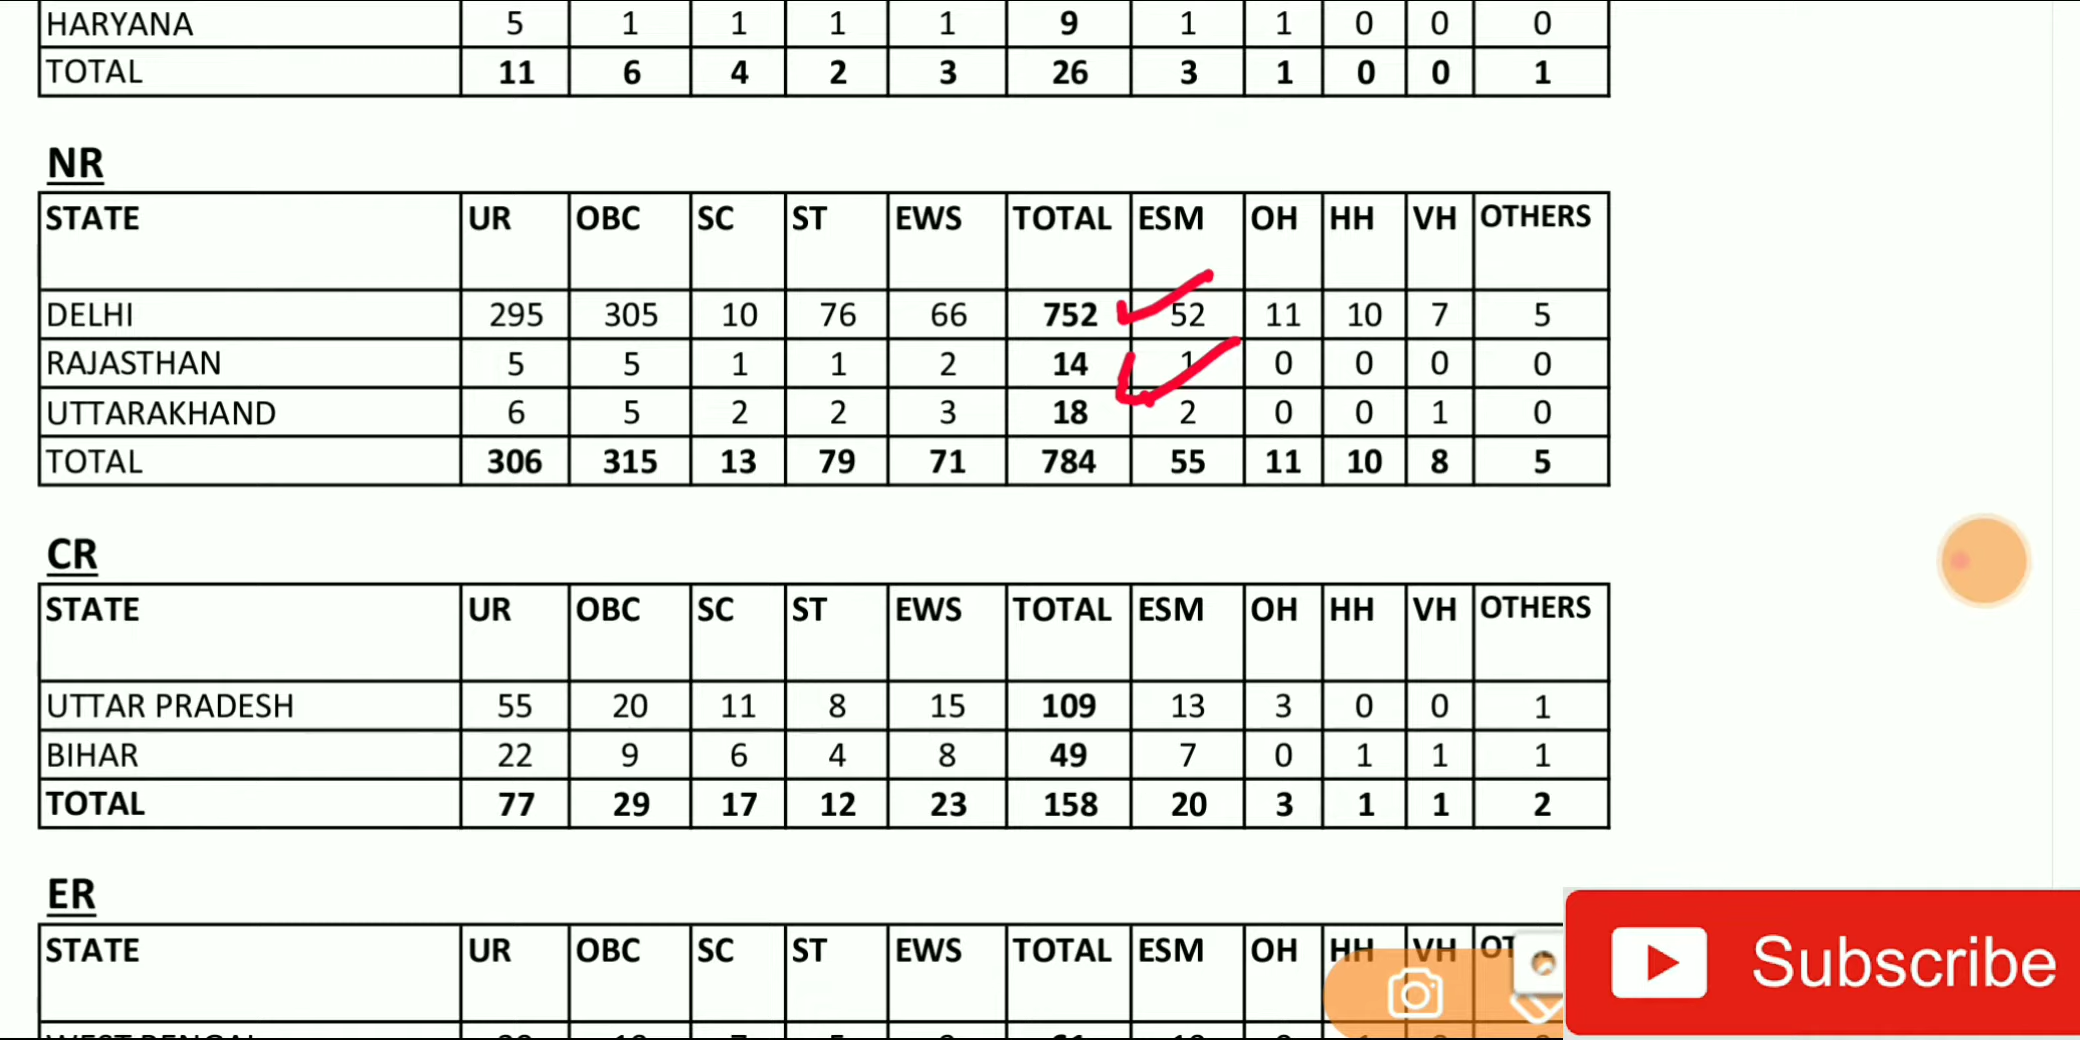 HARYANA 5 1 1 1 1 9 1 1 0 0 0
TOTAL 11 6 4 2 3 26 3 1 0 0 1
NR
STATE UR OBC SC ST EWS TOTAL ESM OH HH VH OTHERS
DELHI 295 305 10 76 66 752 52 11 10 7 5
RAJASTHAN 5 5 1 1 2 14 1 0 0 0 0
UTTARAKHAND 6 5 2 2 3 18 2 0 0 1 0
TOTAL 306 315 13 79 71 784 55 11 10 8 5
CR
STATE UR OBC SC ST EWS TOTAL ESM OH HH VH OTHERS
UTTAR PRADESH 55 20 11 8 15 109 13 3 0 0 1
BIHAR 22 9 6 4 8 49 7 0 1 1 1
TOTAL 77 29 17 12 23 158 20 3 1 1 2
ER
STATE UR OBC SC ST EWS TOTAL ESM OH HH VH
WEST BENGAL
Subscribe